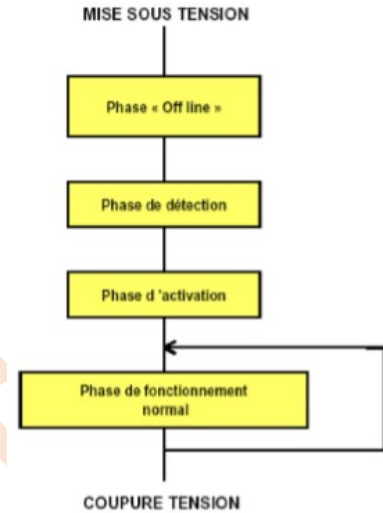 MISE SOUS TENSION
Phase « Off line »
Phase de détection
Phase d 'activation
Phase de fonctionnement
normal
COUPURE TENSION